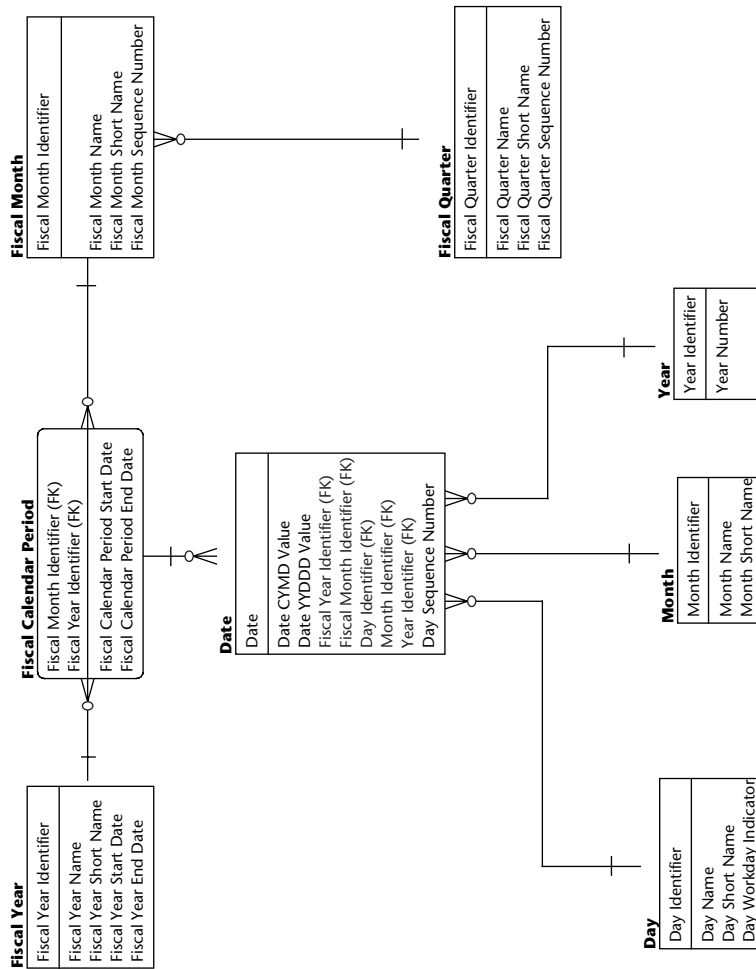 Fiscal Year
Fiscal Year Identifier
Fiscal Year Name
Fiscal Year Short Name
Fiscal Year Start Date
Fiscal Year End Date
Fiscal Calendar Period
Fiscal Month Identifier (FK)
Fiscal Year Identifier (FK)
Fiscal Calendar Period Start Date
Fiscal Calendar Period End Date
Fiscal Month
Fiscal Month Identifier
Fiscal Month Name
Fiscal Month Short Name
Fiscal Month Sequence Number
Date
Date
Date CYMD Value
Date YYDDD Value
Fiscal Year Identifier (FK)
Fiscal Month Identifier (FK)
Day Identifier (FK)
Month Identifier (FK)
Year Identifier (FK)
Day Sequence Number
Fiscal Quarter
Fiscal Quarter Identifier
Fiscal Quarter Name
Fiscal Quarter Short Name
Fiscal Quarter Sequence Number
Day
Day Identifier
Day Name
Day Short Name
Day Workday Indicator
Month
Month Identifier
Month Name
Month Short Name
Year
Year Identifier
Year Number